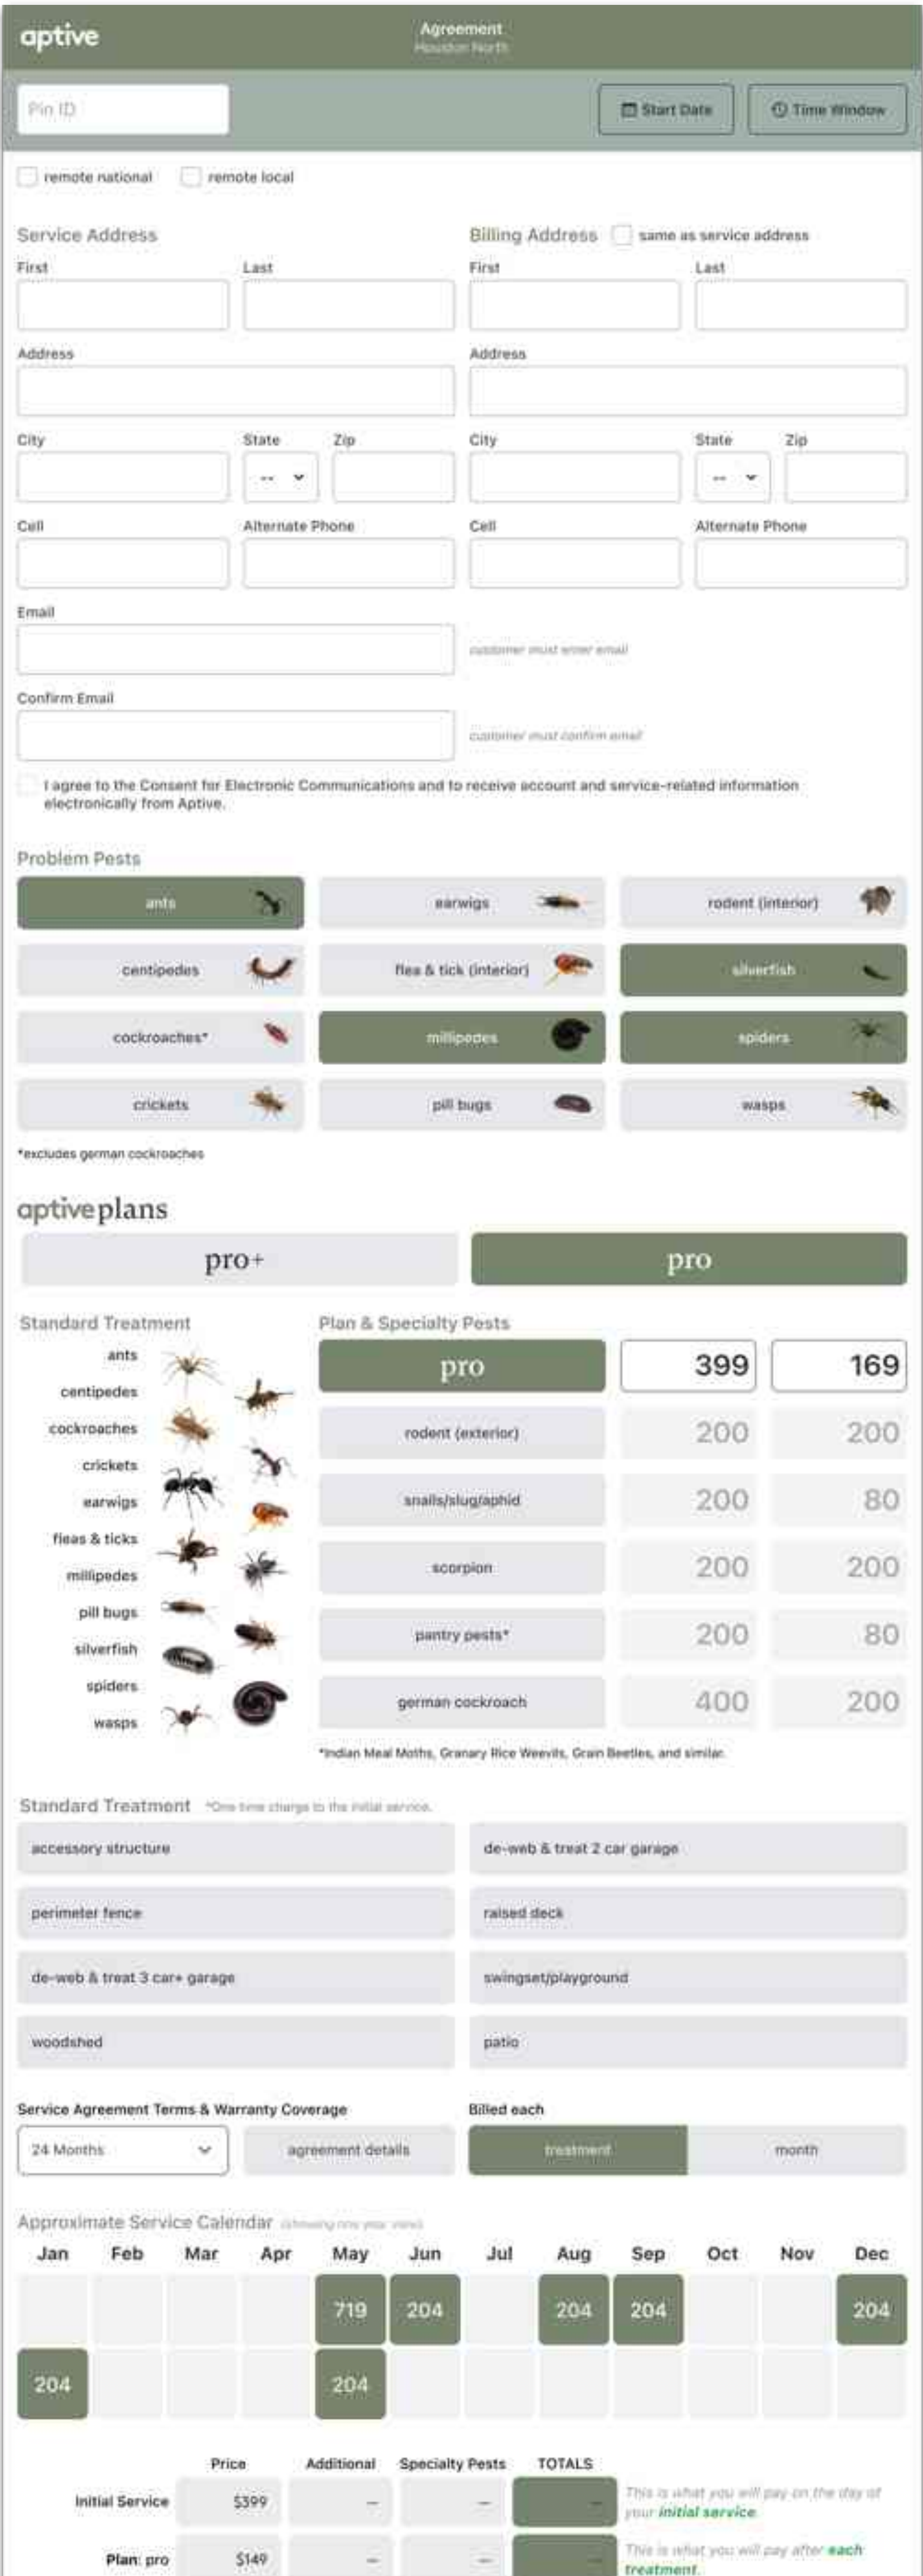 aptive
Agreement
Houston North
Pin ID
Start Date
Time Window
remote national
remote local
Service Address
Billing Address
same as service address
First
Last
First
Last
Address
Address
City
State
Zip
City
State
Zip
--
--
Cell
Alternate Phone
Cell
Alternate Phone
Email
customer must enter email
Confirm Email
customer must confirm email
I agree to the Consent for Electronic Communications and to receive account and service-related information
electronically from Aptive.
Problem Pests
ants
earwigs
rodent (interior)
centipedes
flea & tick (interior)
silverfish
cockroaches*
millipedes
spiders
crickets
pill bugs
wasps
*excludes german cockroaches
aptive plans
pro+
pro
Standard Treatment
Plan & Specialty Pests
ants
centipedes
cockroaches
crickets
earwigs
fleas & ticks
millipedes
pill bugs
silverfish
spiders
wasps
pro 399 169
rodent (exterior) 200 200
snails/slug/aphid 200 80
scorpion 200 200
pantry pests* 200 80
german cockroach 400 200
*Indian Meal Moths, Granary Rice Weevils, Grain Beetles, and similar.
Standard Treatment *One time charge to the initial service.
accessory structure
de-web & treat 2 car garage
perimeter fence
raised deck
de-web & treat 3 car+ garage
swingset/playground
woodshed
patio
Service Agreement Terms & Warranty Coverage
Billed each
24 Months
agreement details
treatment
month
Approximate Service Calendar (showing one year view)
Jan Feb Mar Apr May Jun Jul Aug Sep Oct Nov Dec
719 204 204 204 204
204 204
Price Additional Specialty Pests TOTALS
Initial Service $399 – – –
This is what you will pay on the day of
your initial service.
Plan: pro $149 – – –
This is what you will pay after each
treatment.